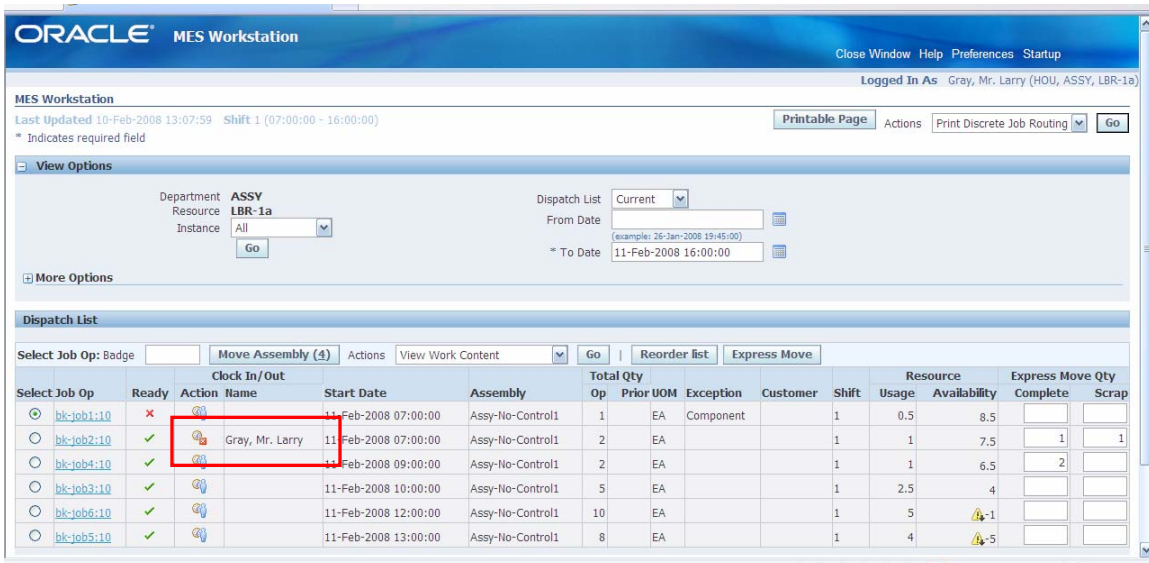 ORACLE® MES Workstation
Close Window Help Preferences Startup
Logged In As Gray, Mr. Larry (HOU, ASSY, LBR-1a)
MES Workstation
Last Updated 10-Feb-2008 13:07:59 Shift 1 (07:00:00 - 16:00:00)
Printable Page Actions Print Discrete Job Routing Go
* Indicates required field
View Options
Department ASSY Dispatch List Current
Resource LBR-1a
Instance All From Date
(example: 26-Jan-2008 19:45:00)
Go * To Date 11-Feb-2008 16:00:00
More Options
Dispatch List
Select Job Op: Badge Move Assembly (4) Actions View Work Content Go | Reorder list Express Move
Clock In/Out Total Qty Resource Express Move Qty
Select Job Op Ready Action Name Start Date Assembly Op Prior UOM Exception Customer Shift Usage Availability Complete Scrap
bk-job1:10 11-Feb-2008 07:00:00 Assy-No-Control1 1 EA Component 1 0.5 8.5
bk-job2:10 Gray, Mr. Larry 11-Feb-2008 07:00:00 Assy-No-Control1 2 EA 1 1 7.5 1 1
bk-job4:10 11-Feb-2008 09:00:00 Assy-No-Control1 2 EA 1 1 6.5 2
bk-job3:10 11-Feb-2008 10:00:00 Assy-No-Control1 5 EA 1 2.5 4
bk-job6:10 11-Feb-2008 12:00:00 Assy-No-Control1 10 EA 1 5 -1
bk-job5:10 11-Feb-2008 13:00:00 Assy-No-Control1 8 EA 1 4 -5